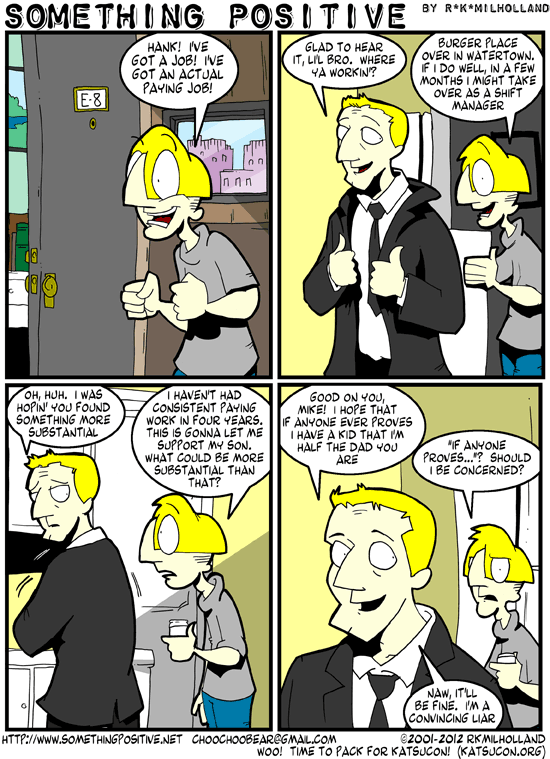 SOMETHING POSITIVE BY R*K*MILHOLLAND
HANK! I'VE
GOT A JOB! I'VE
GOT AN ACTUAL
PAYING JOB!
E-8
GLAD TO HEAR
IT, LI'L BRO. WHERE
YA WORKIN'?
BURGER PLACE
OVER IN WATERTOWN.
IF I DO WELL, IN A FEW
MONTHS I MIGHT TAKE
OVER AS A SHIFT
MANAGER
OH, HUH. I WAS
HOPIN' YOU FOUND
SOMETHING MORE
SUBSTANTIAL
I HAVEN'T HAD
CONSISTENT PAYING
WORK IN FOUR YEARS.
THIS IS GONNA LET ME
SUPPORT MY SON.
WHAT COULD BE MORE
SUBSTANTIAL THAN
THAT?
GOOD ON YOU,
MIKE! I HOPE THAT
IF ANYONE EVER PROVES
I HAVE A KID THAT I'M
HALF THE DAD YOU
ARE
"IF ANYONE
PROVES..."? SHOULD
I BE CONCERNED?
NAW, IT'LL
BE FINE. I'M A
CONVINCING LIAR
HTTP://WWW.SOMETHINGPOSITIVE.NET CHOOCHOOBEAR@GMAIL.COM ©2001-2012 RKMILHOLLAND
WOO! TIME TO PACK FOR KATSUCON! (KATSUCON.ORG)